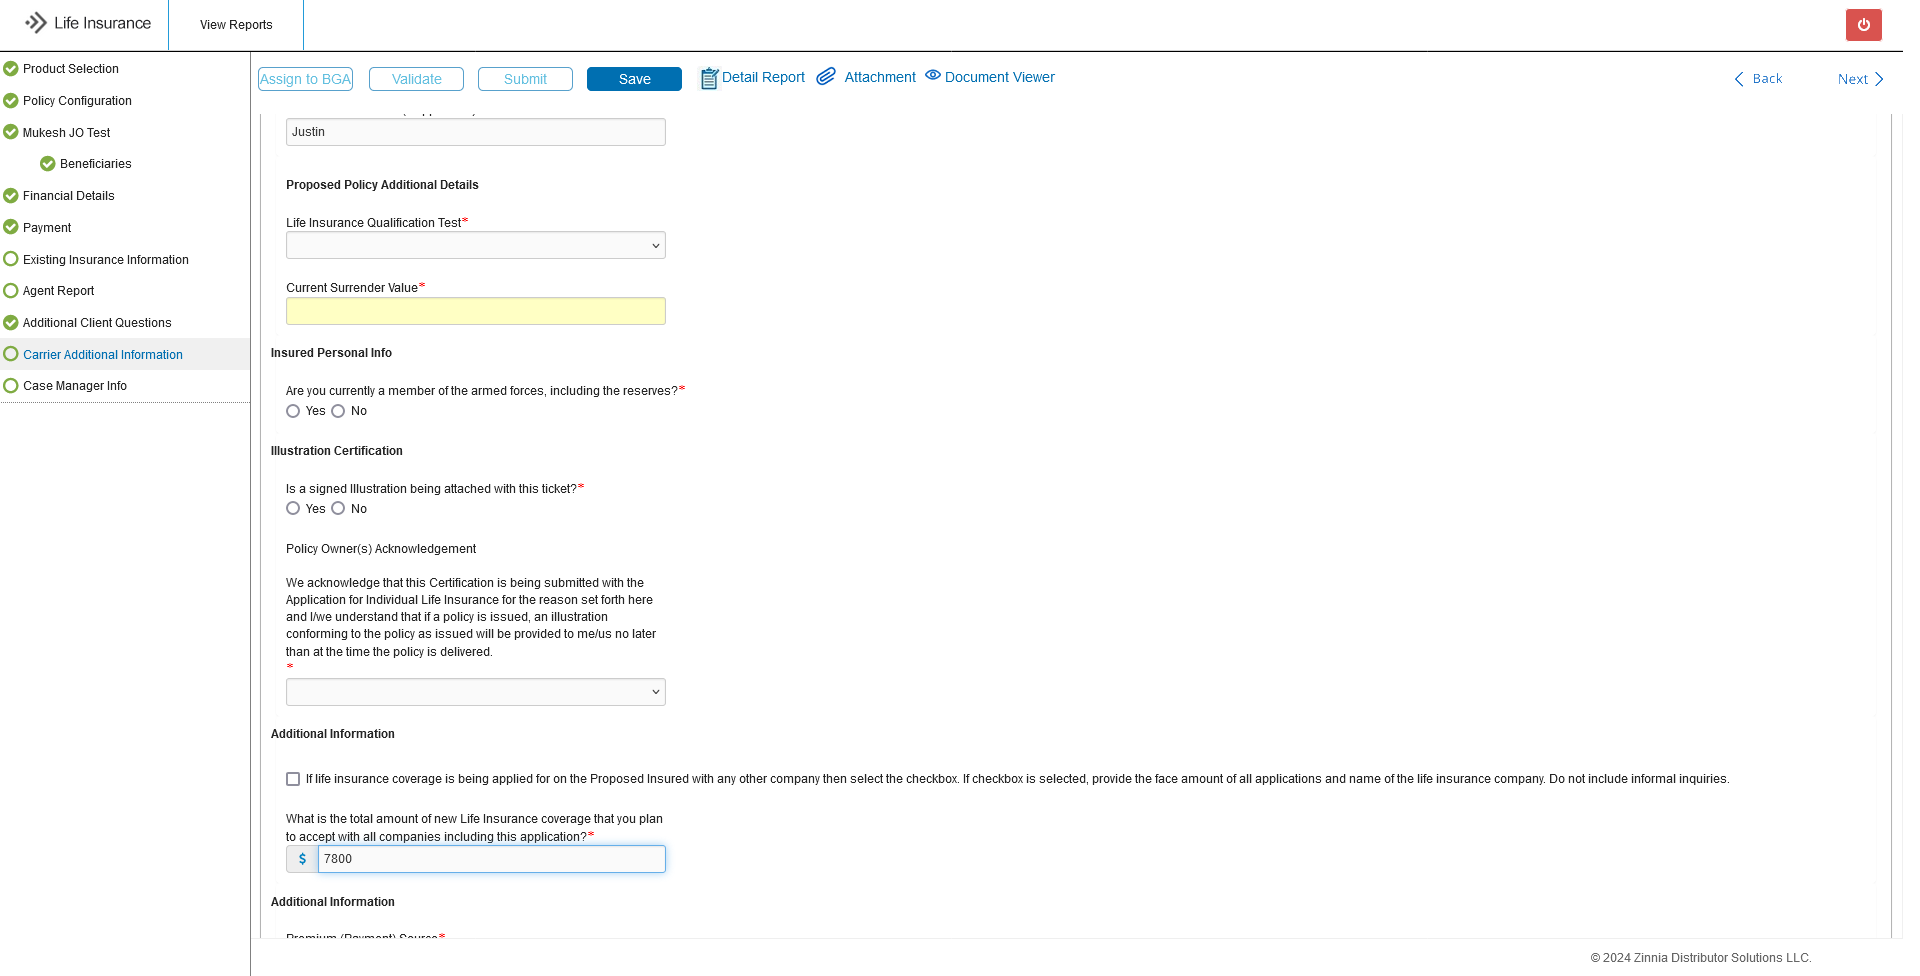 Life Insurance
View Reports
Product Selection
Policy Configuration
Mukesh JO Test
Beneficiaries
Financial Details
Payment
Existing Insurance Information
Agent Report
Additional Client Questions
Carrier Additional Information
Case Manager Info
Assign to BGA
Validate
Submit
Save
Detail Report
Attachment
Document Viewer
Back
Next
Justin
Proposed Policy Additional Details
Life Insurance Qualification Test*
Current Surrender Value*
Insured Personal Info
Are you currently a member of the armed forces, including the reserves?*
Yes No
Illustration Certification
Is a signed Illustration being attached with this ticket?*
Yes No
Policy Owner(s) Acknowledgement
We acknowledge that this Certification is being submitted with the
Application for Individual Life Insurance for the reason set forth here
and I/we understand that if a policy is issued, an illustration
conforming to the policy as issued will be provided to me/us no later
than at the time the policy is delivered.
*
Additional Information
If life insurance coverage is being applied for on the Proposed Insured with any other company then select the checkbox. If checkbox is selected, provide the face amount of all applications and name of the life insurance company. Do not include informal inquiries.
What is the total amount of new Life Insurance coverage that you plan
to accept with all companies including this application?*
$ 7800
Additional Information
Premium (Payment) Source*
© 2024 Zinnia Distributor Solutions LLC.